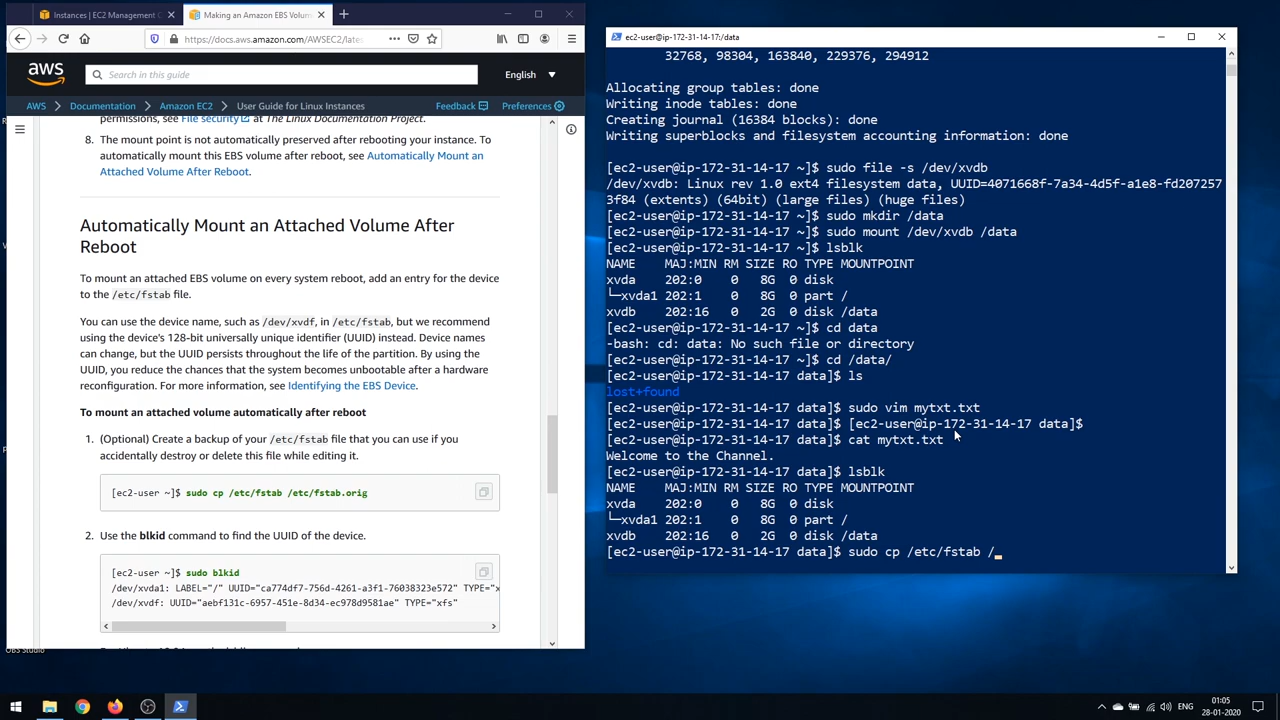 Instances | EC2 Management C
Making an Amazon EBS Volum
https://docs.aws.amazon.com/AWSEC2/late
aws
Search in this guide
English
AWS
Documentation
Amazon EC2
User Guide for Linux Instances
Feedback
Preferences
permissions, see File security at The Linux Documentation Project.
8. The mount point is not automatically preserved after rebooting your instance. To
automatically mount this EBS volume after reboot, see Automatically Mount an
Attached Volume After Reboot.
Automatically Mount an Attached Volume After
Reboot
To mount an attached EBS volume on every system reboot, add an entry for the device
to the /etc/fstab file.
You can use the device name, such as /dev/xvdf, in /etc/fstab, but we recommend
using the device's 128-bit universally unique identifier (UUID) instead. Device names
can change, but the UUID persists throughout the life of the partition. By using the
UUID, you reduce the chances that the system becomes unbootable after a hardware
reconfiguration. For more information, see Identifying the EBS Device.
To mount an attached volume automatically after reboot
1. (Optional) Create a backup of your /etc/fstab file that you can use if you
accidentally destroy or delete this file while editing it.
[ec2-user ~]$ sudo cp /etc/fstab /etc/fstab.orig
2. Use the blkid command to find the UUID of the device.
[ec2-user ~]$ sudo blkid
/dev/xvda1: LABEL="/" UUID="ca774df7-756d-4261-a3f1-76038323e572" TYPE="x
/dev/xvdf: UUID="aebf131c-6957-451e-8d34-ec978d9581ae" TYPE="xfs"
OBS Studio
ec2-user@ip-172-31-14-17:/data
32768, 98304, 163840, 229376, 294912
Allocating group tables: done
Writing inode tables: done
Creating journal (16384 blocks): done
Writing superblocks and filesystem accounting information: done
[ec2-user@ip-172-31-14-17 ~]$ sudo file -s /dev/xvdb
/dev/xvdb: Linux rev 1.0 ext4 filesystem data, UUID=4071668f-7a34-4d5f-a1e8-fd207257
3f84 (extents) (64bit) (large files) (huge files)
[ec2-user@ip-172-31-14-17 ~]$ sudo mkdir /data
[ec2-user@ip-172-31-14-17 ~]$ sudo mount /dev/xvdb /data
[ec2-user@ip-172-31-14-17 ~]$ lsblk
NAME MAJ:MIN RM SIZE RO TYPE MOUNTPOINT
xvda 202:0 0 8G 0 disk
└─xvda1 202:1 0 8G 0 part /
xvdb 202:16 0 2G 0 disk /data
[ec2-user@ip-172-31-14-17 ~]$ cd data
-bash: cd: data: No such file or directory
[ec2-user@ip-172-31-14-17 ~]$ cd /data/
[ec2-user@ip-172-31-14-17 data]$ ls
lost+found
[ec2-user@ip-172-31-14-17 data]$ sudo vim mytxt.txt
[ec2-user@ip-172-31-14-17 data]$ [ec2-user@ip-172-31-14-17 data]$
[ec2-user@ip-172-31-14-17 data]$ cat mytxt.txt
Welcome to the Channel.
[ec2-user@ip-172-31-14-17 data]$ lsblk
NAME MAJ:MIN RM SIZE RO TYPE MOUNTPOINT
xvda 202:0 0 8G 0 disk
└─xvda1 202:1 0 8G 0 part /
xvdb 202:16 0 2G 0 disk /data
[ec2-user@ip-172-31-14-17 data]$ sudo cp /etc/fstab /
ENG
01:05
28-01-2020